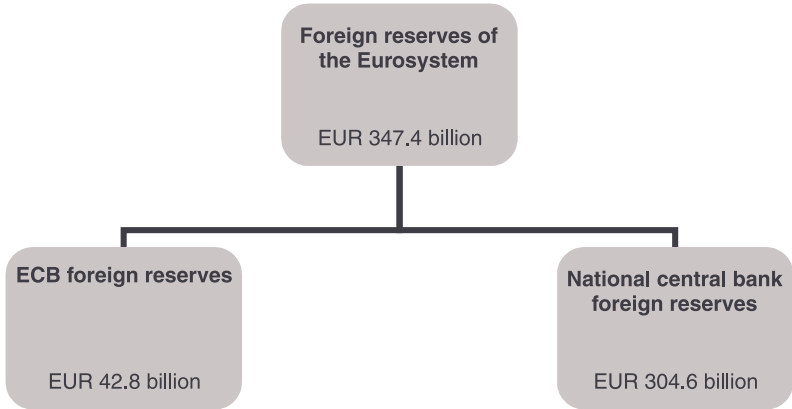 Foreign reserves of
the Eurosystem
EUR 347.4 billion
ECB foreign reserves
EUR 42.8 billion
National central bank
foreign reserves
EUR 304.6 billion